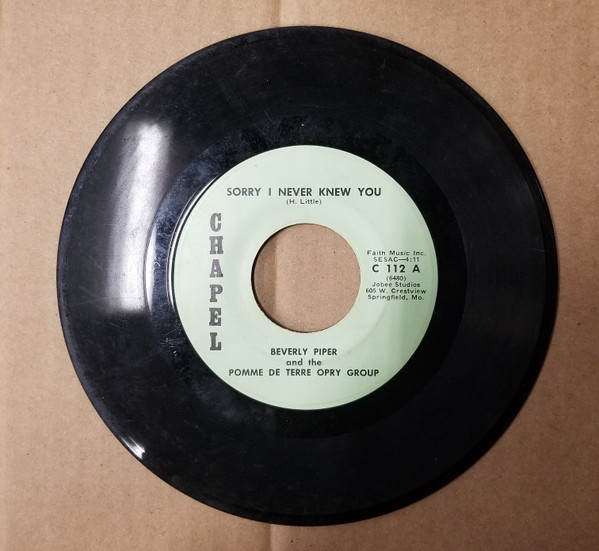 SORRY I NEVER KNEW YOU
(H. Little)
CHAPEL
Faith Music Inc.
SESAC—4:11
C 112 A
(6480)
Jobee Studios
605 W. Crestview
Springfield, Mo.
BEVERLY PIPER
and the
POMME DE TERRE OPRY GROUP